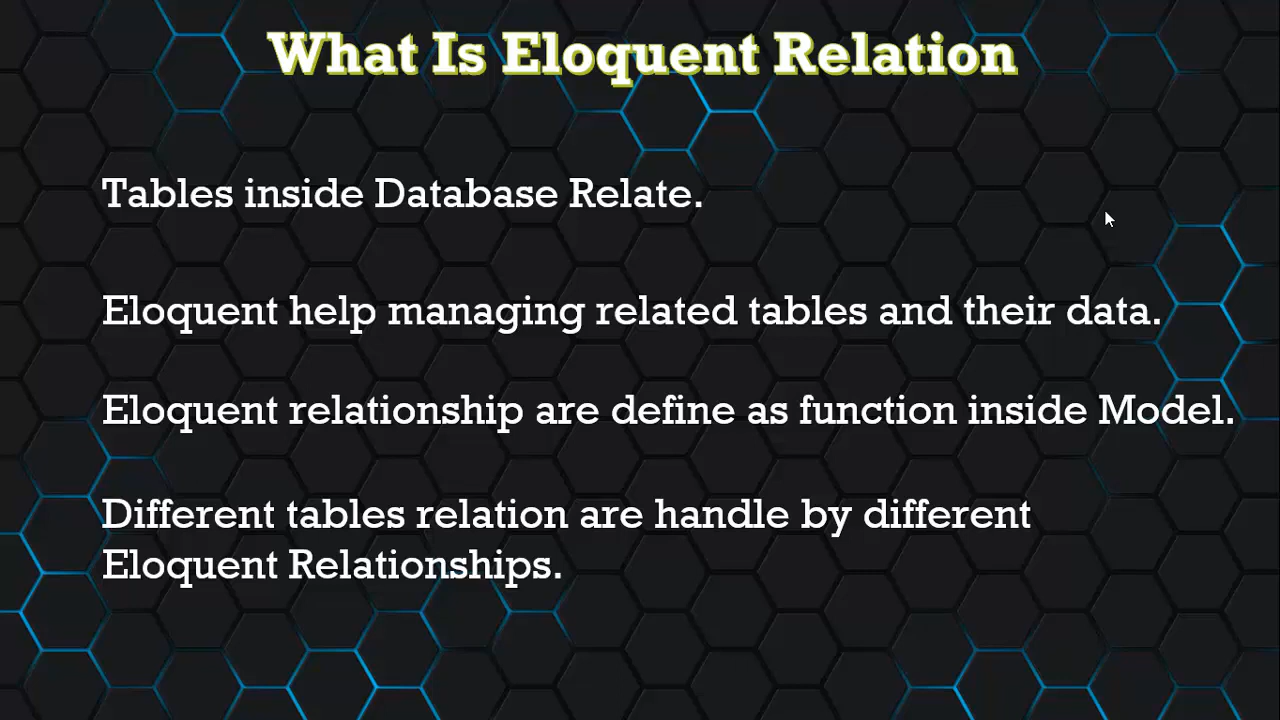 What Is Eloquent Relation
Tables inside Database Relate.
Eloquent help managing related tables and their data.
Eloquent relationship are define as function inside Model.
Different tables relation are handle by different
Eloquent Relationships.